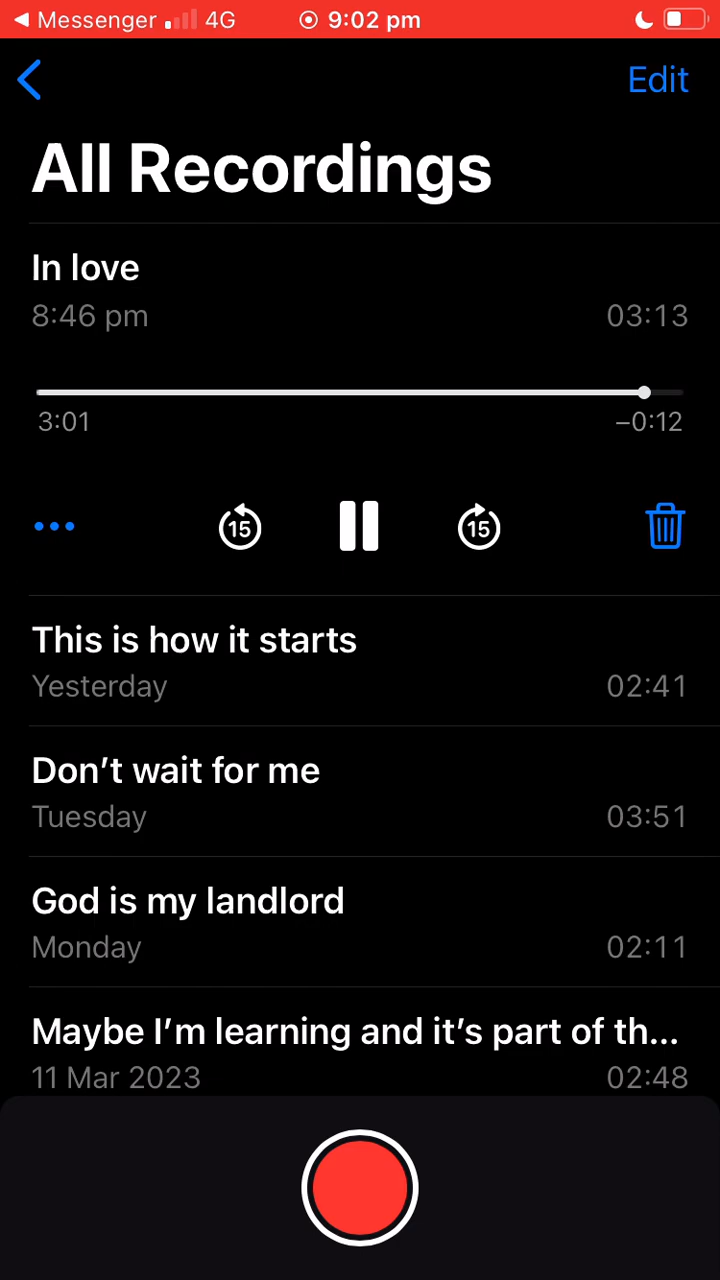 Messenger 4G 9:02 pm
Edit
All Recordings
In love
8:46 pm 03:13
3:01 –0:12
15 15
This is how it starts
Yesterday 02:41
Don't wait for me
Tuesday 03:51
God is my landlord
Monday 02:11
Maybe I'm learning and it's part of th...
11 Mar 2023 02:48